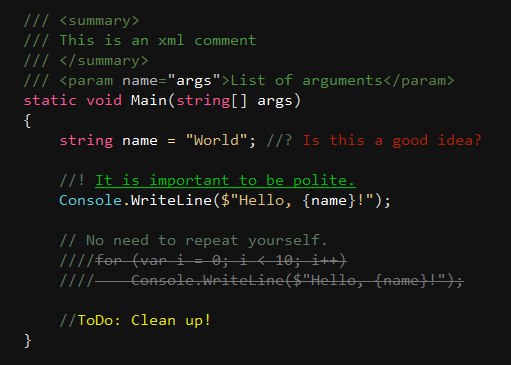 /// <summary>
/// This is an xml comment
/// </summary>
/// <param name="args">List of arguments</param>
static void Main(string[] args)
{
    string name = "World"; //? Is this a good idea?

    //! It is important to be polite.
    Console.WriteLine($"Hello, {name}!");

    // No need to repeat yourself.
    ////for (var i = 0; i < 10; i++)
    ////    Console.WriteLine($"Hello, {name}!");

    //ToDo: Clean up!
}